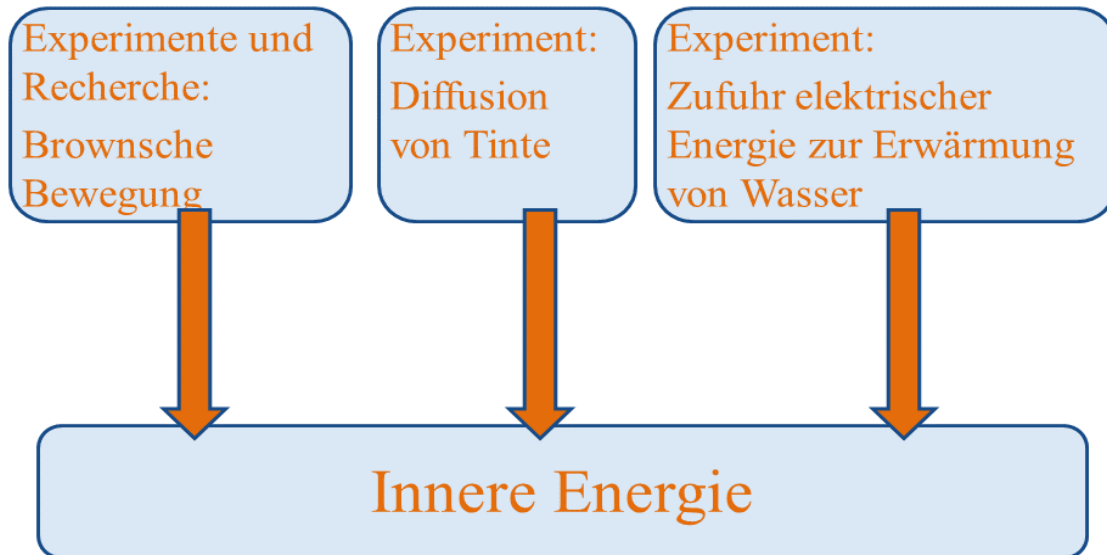 Experimente und
Recherche:
Brownsche
Bewegung
Experiment:
Diffusion
von Tinte
Experiment:
Zufuhr elektrischer
Energie zur Erwärmung
von Wasser
Innere Energie